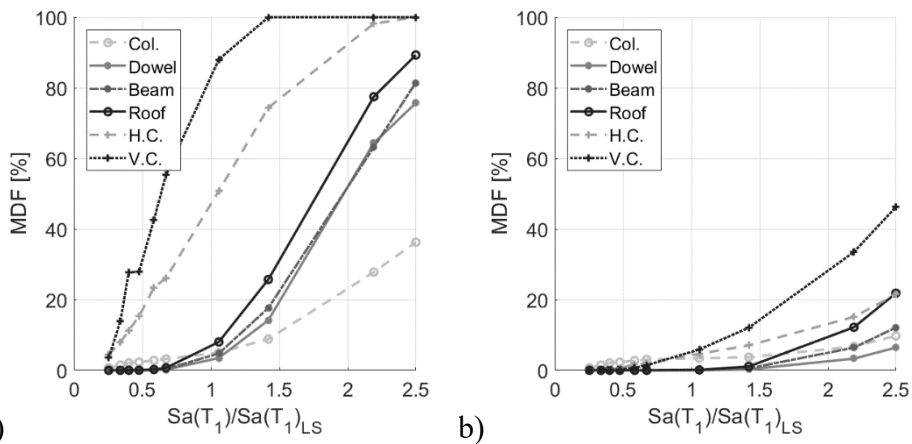 100
80
60
40
20
0
MDF [%]
Col.
Dowel
Beam
Roof
H.C.
V.C.
0 0.5 1 1.5 2 2.5
Sa(T₁)/Sa(T₁)LS
)
100
80
60
40
20
0
MDF [%]
Col.
Dowel
Beam
Roof
H.C.
V.C.
0 0.5 1 1.5 2 2.5
Sa(T₁)/Sa(T₁)LS
b)